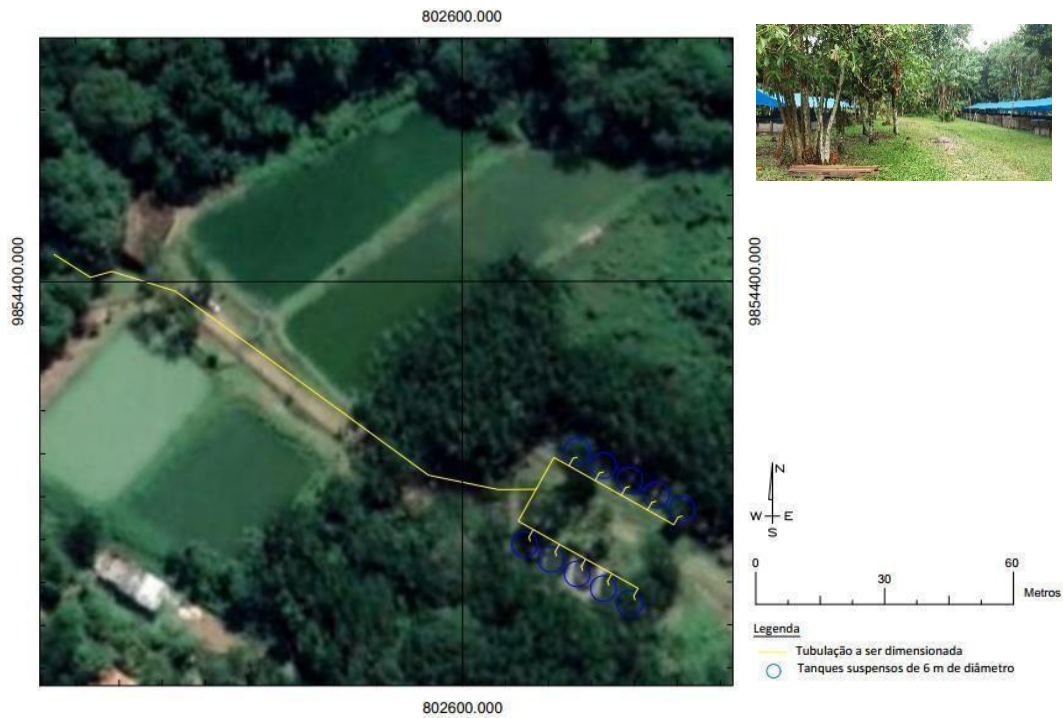 802600.000
9854400.000
9854400.000
N
W E
S
0 30 60
Metros
Legenda
Tubulação a ser dimensionada
Tanques suspensos de 6 m de diâmetro
802600.000